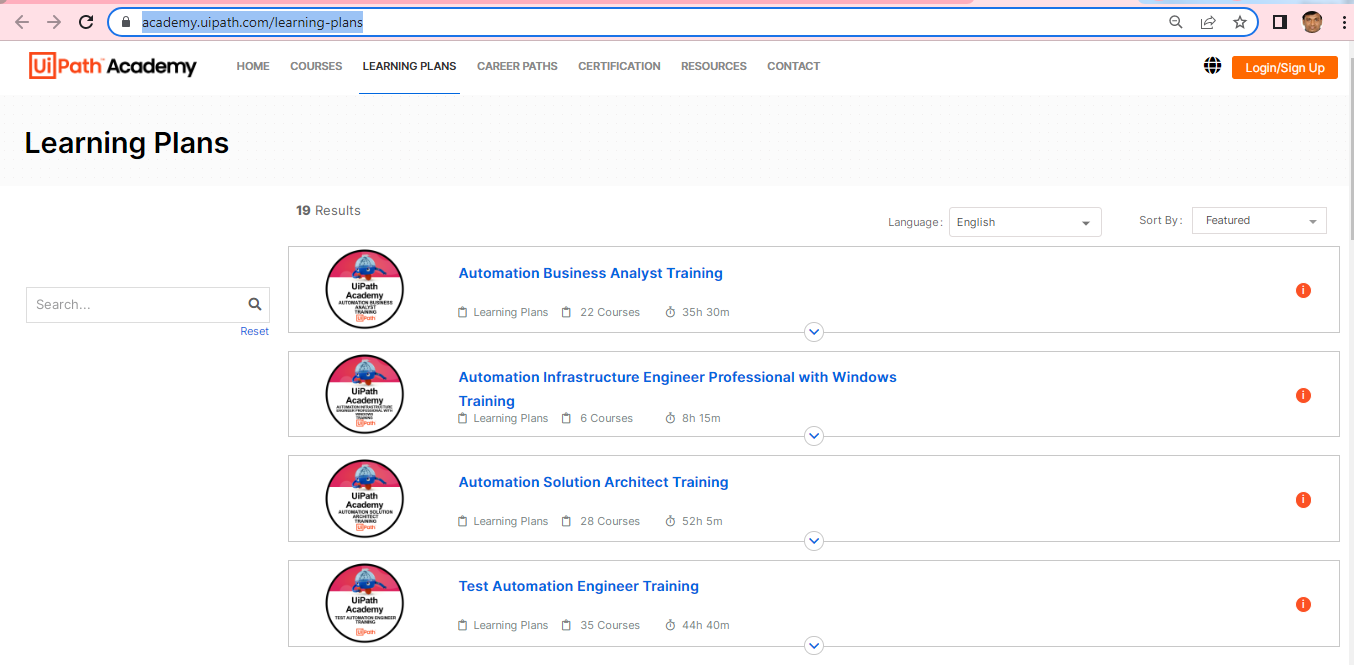 academy.uipath.com/learning-plans
UiPath Academy
HOME COURSES LEARNING PLANS CAREER PATHS CERTIFICATION RESOURCES CONTACT Login/Sign Up
Learning Plans
19 Results
Language: English Sort By: Featured
Search...
Reset
UiPath
Academy
AUTOMATION BUSINESS
ANALYST
TRAINING
UiPath
Automation Business Analyst Training
Learning Plans 22 Courses 35h 30m
UiPath
Academy
AUTOMATION INFRASTRUCTURE
ENGINEER PROFESSIONAL WITH
WINDOWS
TRAINING
UiPath
Automation Infrastructure Engineer Professional with Windows
Training
Learning Plans 6 Courses 8h 15m
UiPath
Academy
AUTOMATION SOLUTION
ARCHITECT
TRAINING
UiPath
Automation Solution Architect Training
Learning Plans 28 Courses 52h 5m
UiPath
Academy
TEST AUTOMATION ENGINEER
TRAINING
UiPath
Test Automation Engineer Training
Learning Plans 35 Courses 44h 40m